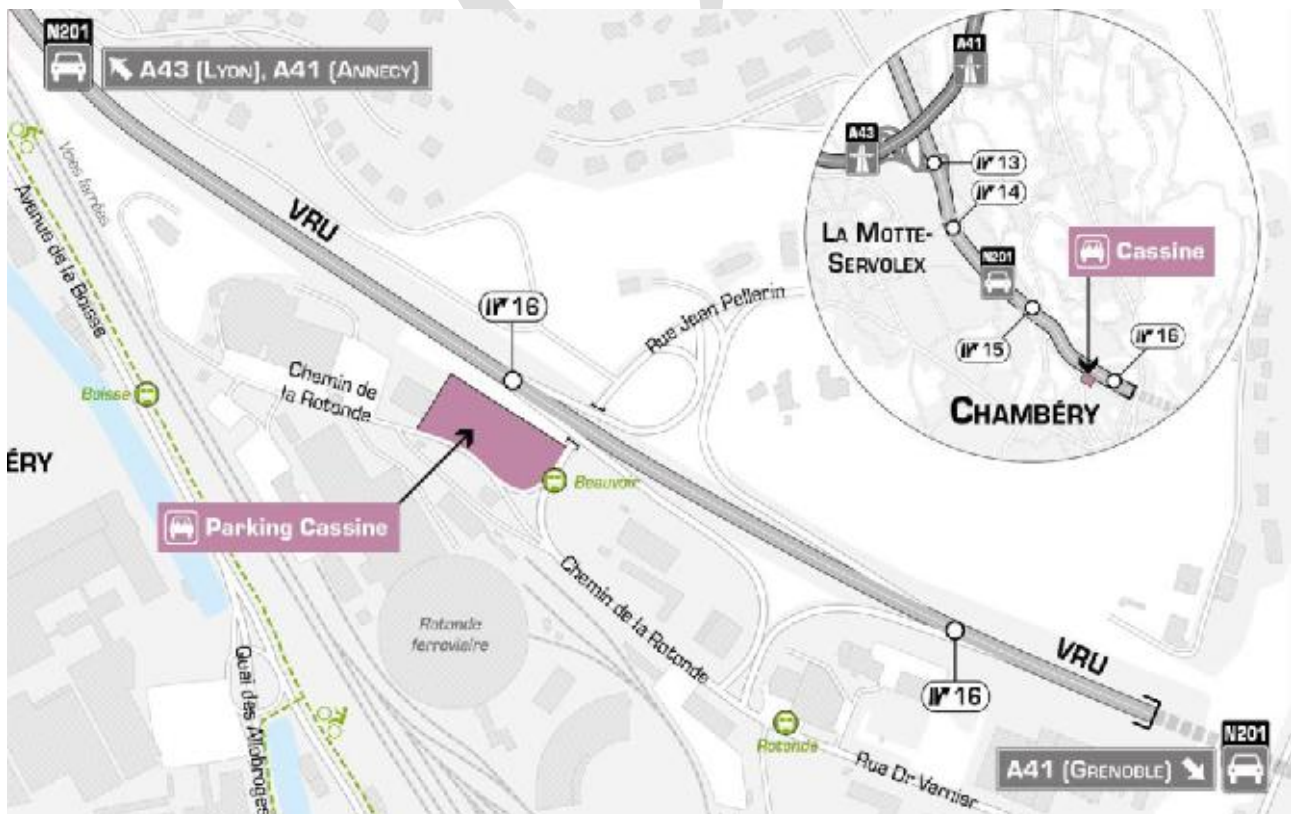 N201
A43 (LYON), A41 (ANNECY)
A41
A43
13
14
LA MOTTE-
SERVOLEX
N201
Cassine
15
16
CHAMBÉRY
Voies ferrées
Avenue de la Boisse
VRU
16
Rue Jean Pellerin
Chemin de
la Rotonde
Boisse
ÉRY
Beauvoir
Parking Cassine
Chemin de la Rotonde
Rotonde
ferroviaire
VRU
16
Quai des Allobroges
Rotonde
Rue Dr Vernier
N201
A41 (GRENOBLE)